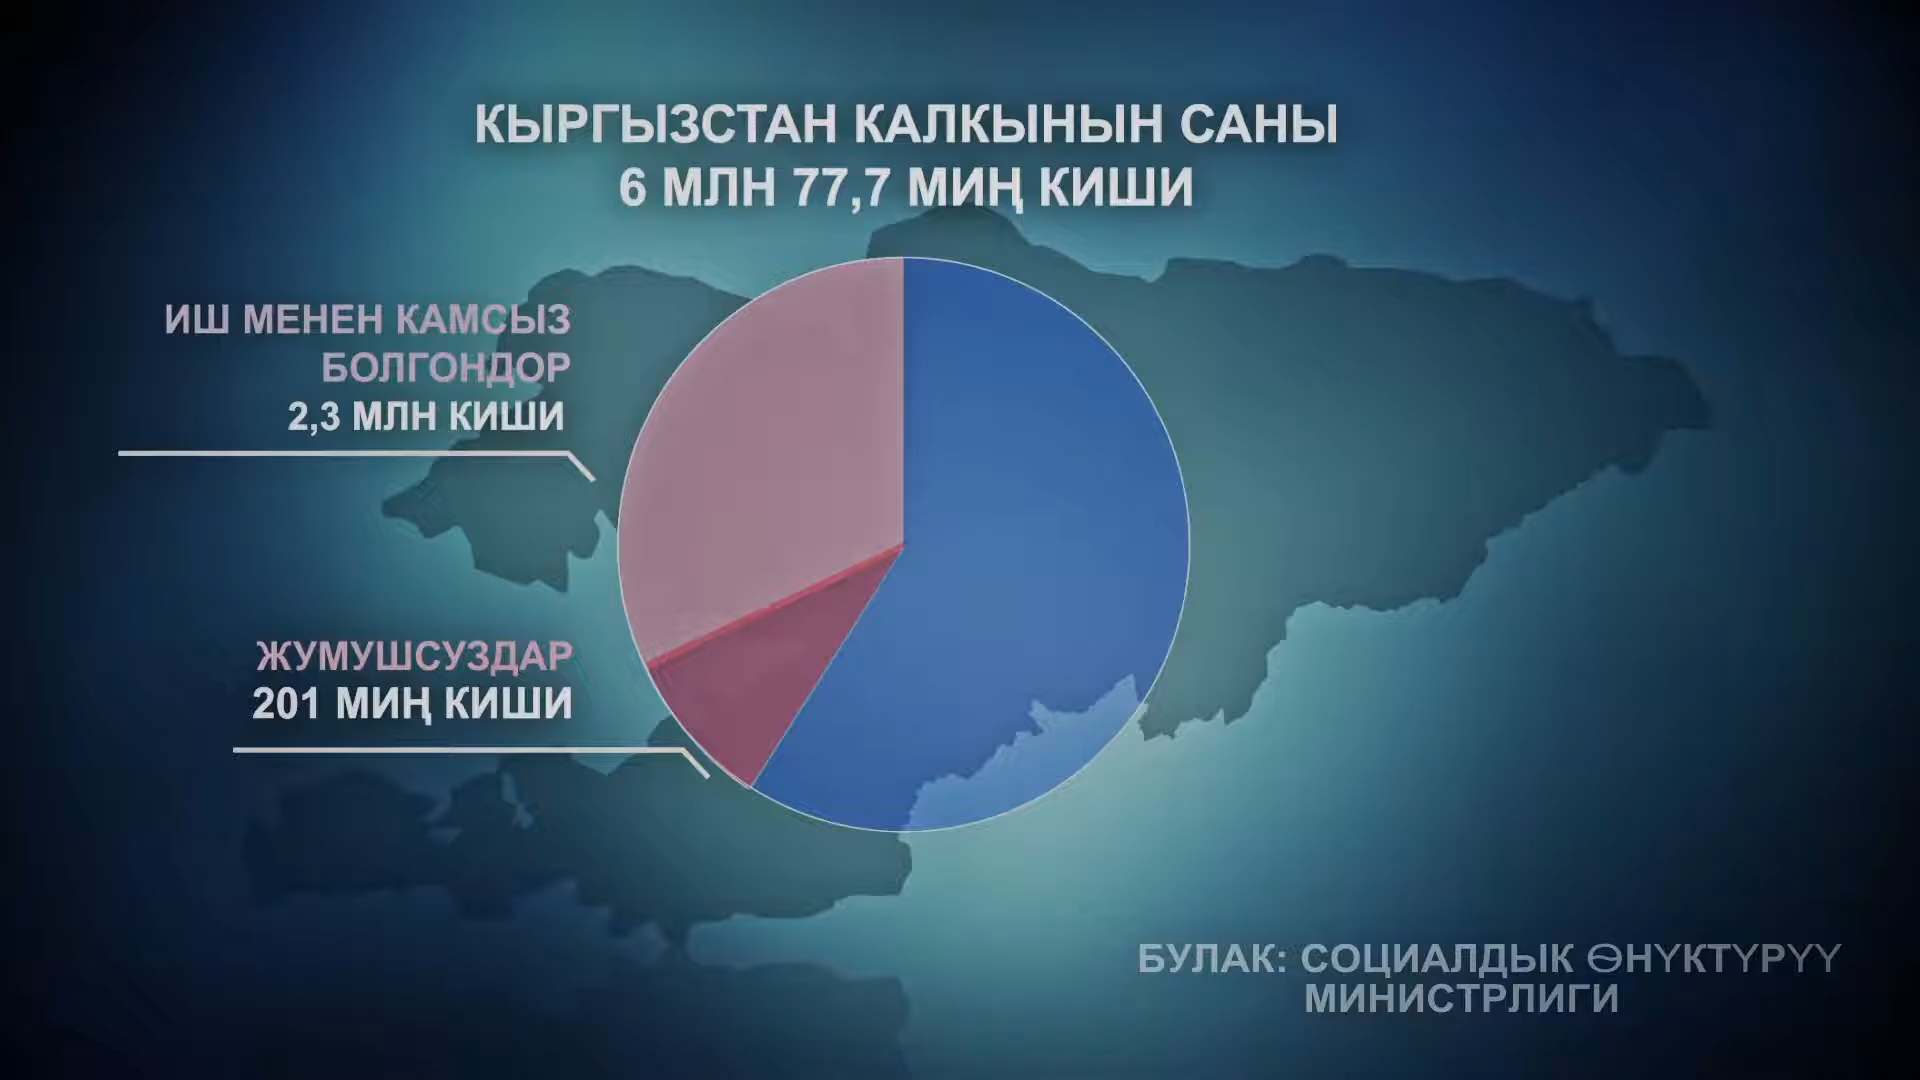 КЫРГЫЗСТАН КАЛКЫНЫН САНЫ
6 МЛН 77,7 МИҢ КИШИ
ИШ МЕНЕН КАМСЫЗ
БОЛГОНДОР
2,3 МЛН КИШИ
ЖУМУШСУЗДАР
201 МИҢ КИШИ
БУЛАК: СОЦИАЛДЫК ӨНҮКТҮРҮҮ
МИНИСТРЛИГИ